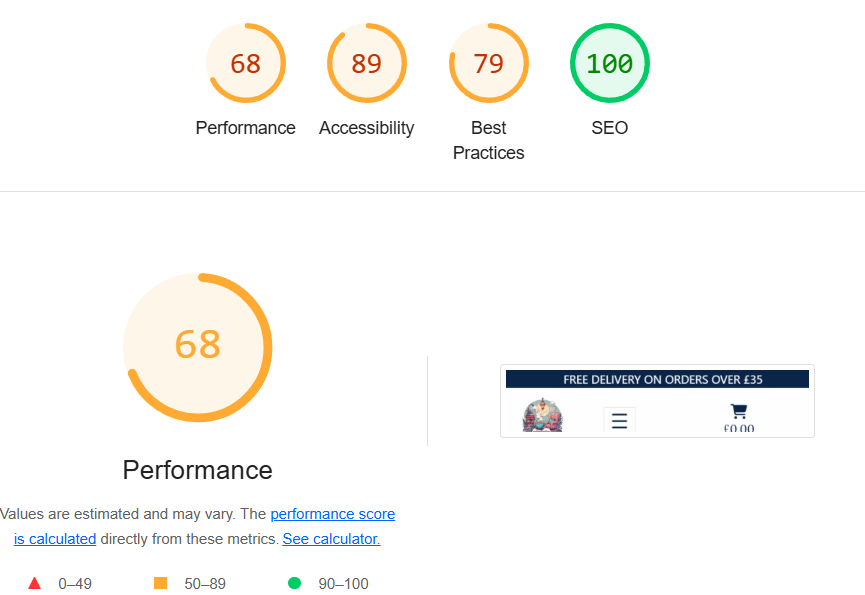 68
89
79
100
Performance
Accessibility
Best
Practices
SEO
68
Performance
Values are estimated and may vary. The performance score
is calculated directly from these metrics. See calculator.
0–49
50–89
90–100
FREE DELIVERY ON ORDERS OVER £35
£0.00